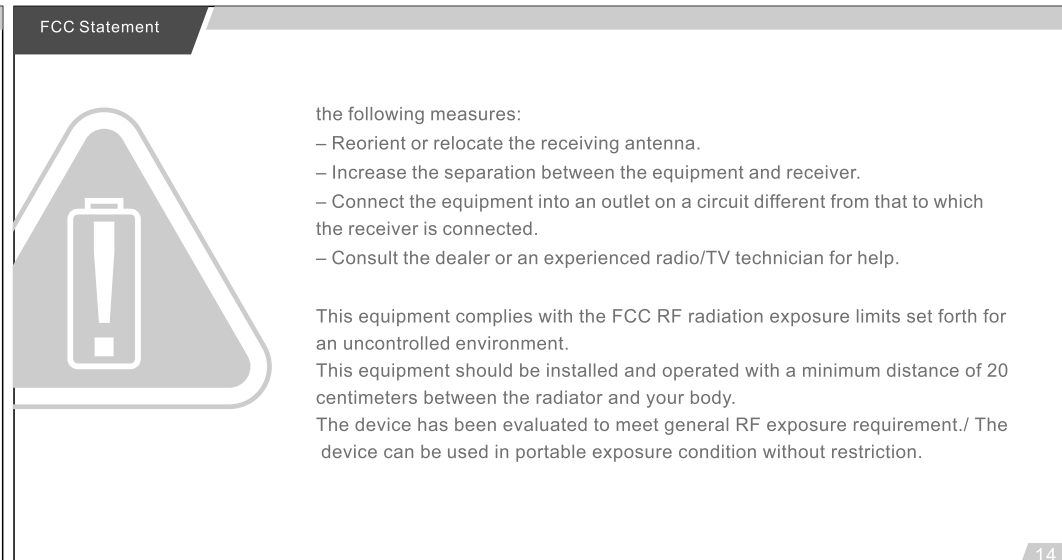 FCC Statement
the following measures:
– Reorient or relocate the receiving antenna.
– Increase the separation between the equipment and receiver.
– Connect the equipment into an outlet on a circuit different from that to which
the receiver is connected.
– Consult the dealer or an experienced radio/TV technician for help.
This equipment complies with the FCC RF radiation exposure limits set forth for
an uncontrolled environment.
This equipment should be installed and operated with a minimum distance of 20
centimeters between the radiator and your body.
The device has been evaluated to meet general RF exposure requirement./ The
device can be used in portable exposure condition without restriction.
14